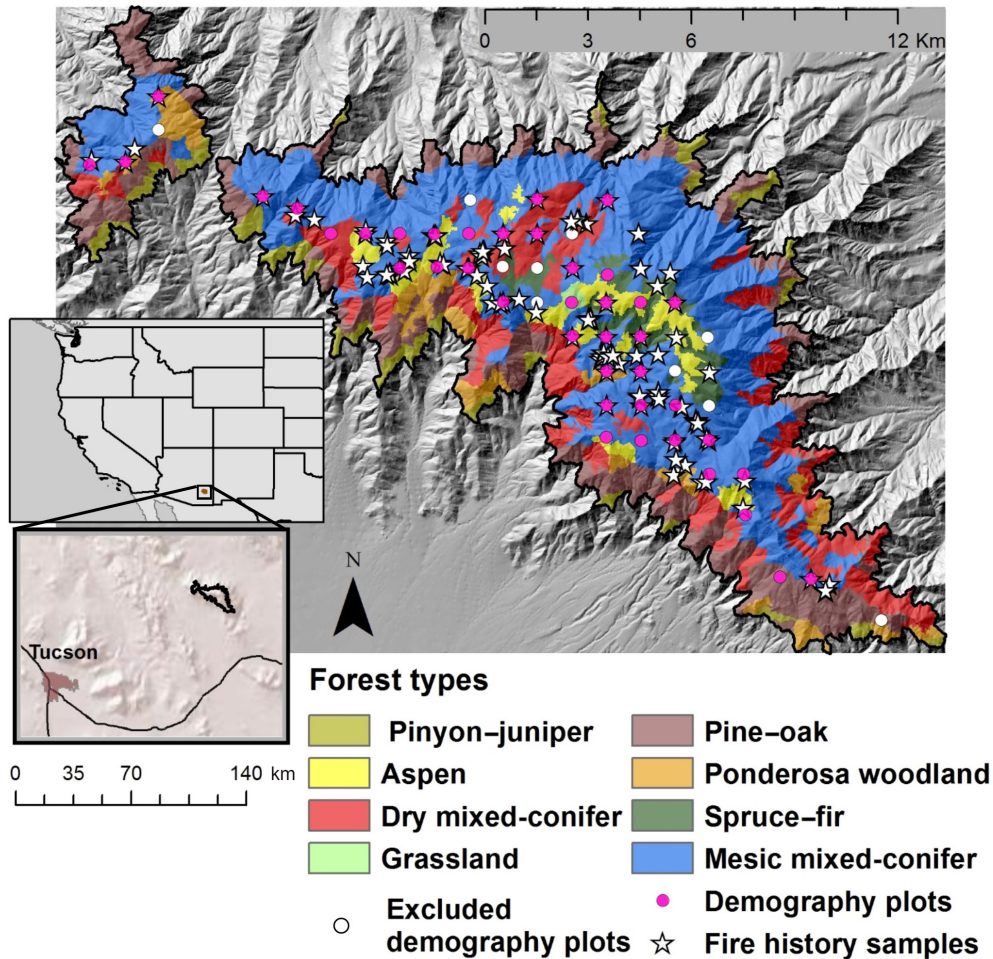 0 3 6 12 Km
N
Tucson
0 35 70 140 km
Forest types
Pinyon–juniper
Pine–oak
Aspen
Ponderosa woodland
Dry mixed-conifer
Spruce–fir
Grassland
Mesic mixed-conifer
Excluded
demography plots
Demography plots
Fire history samples